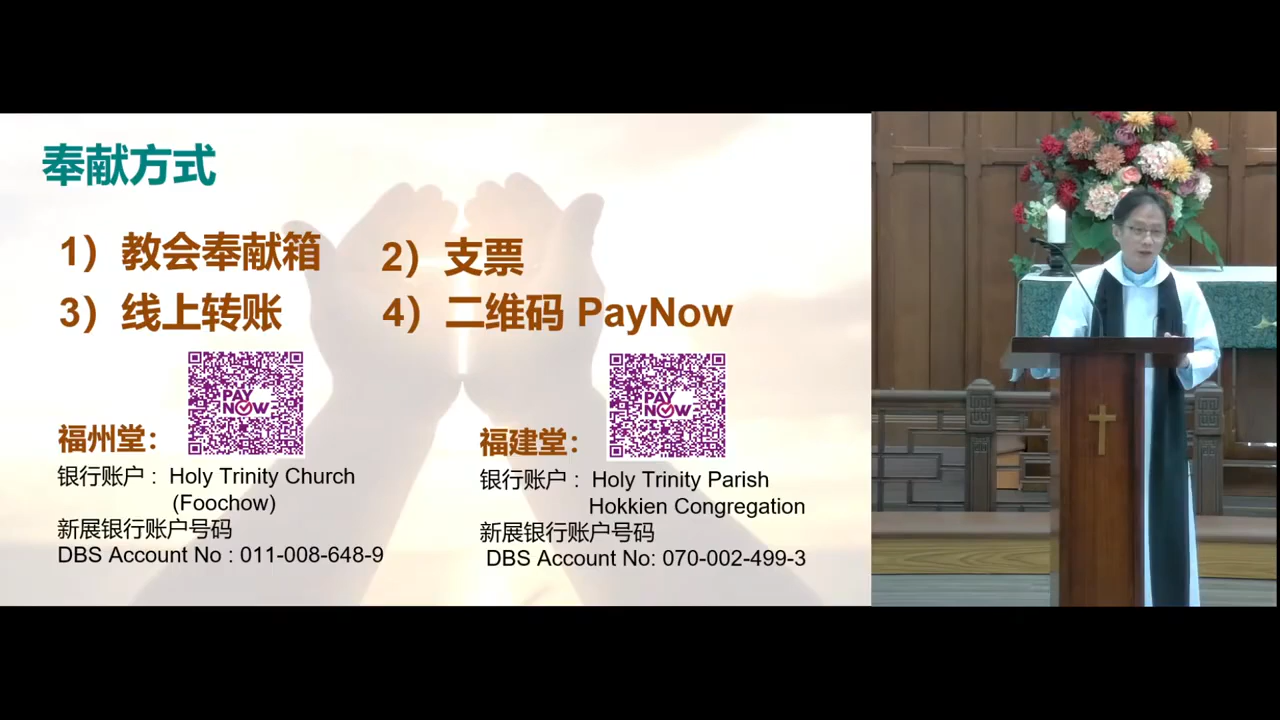 奉献方式
1）教会奉献箱
2）支票
3）线上转账
4）二维码 PayNow
PAY
NOW
福州堂：
银行账户： Holy Trinity Church
(Foochow)
新展银行账户号码
DBS Account No : 011-008-648-9
PAY
NOW
福建堂：
银行账户： Holy Trinity Parish
Hokkien Congregation
新展银行账户号码
DBS Account No: 070-002-499-3